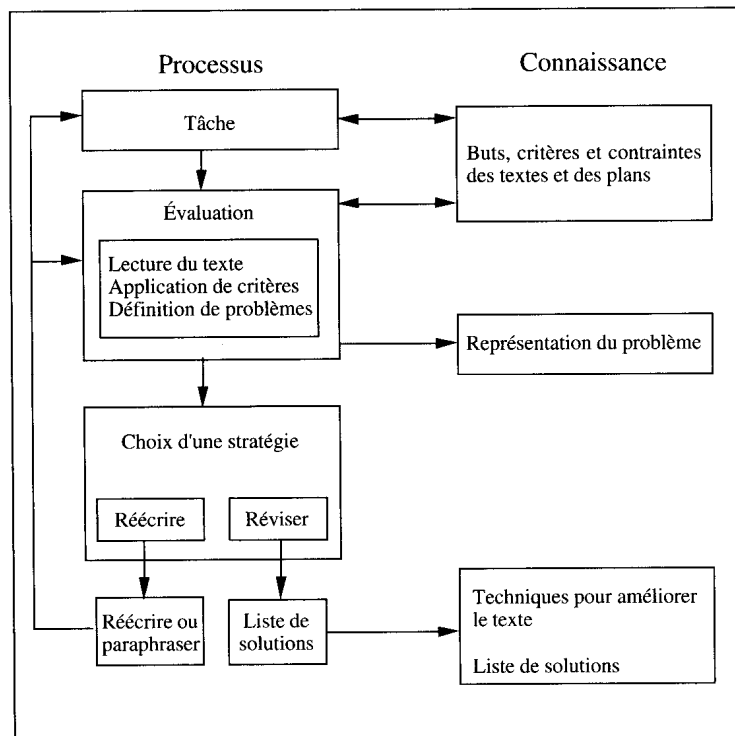 Processus
Connaissance
Tâche
Buts, critères et contraintes
des textes et des plans
Évaluation
Lecture du texte
Application de critères
Définition de problèmes
Représentation du problème
Choix d'une stratégie
Réécrire
Réviser
Réécrire ou
paraphraser
Liste de
solutions
Techniques pour améliorer
le texte
Liste de solutions